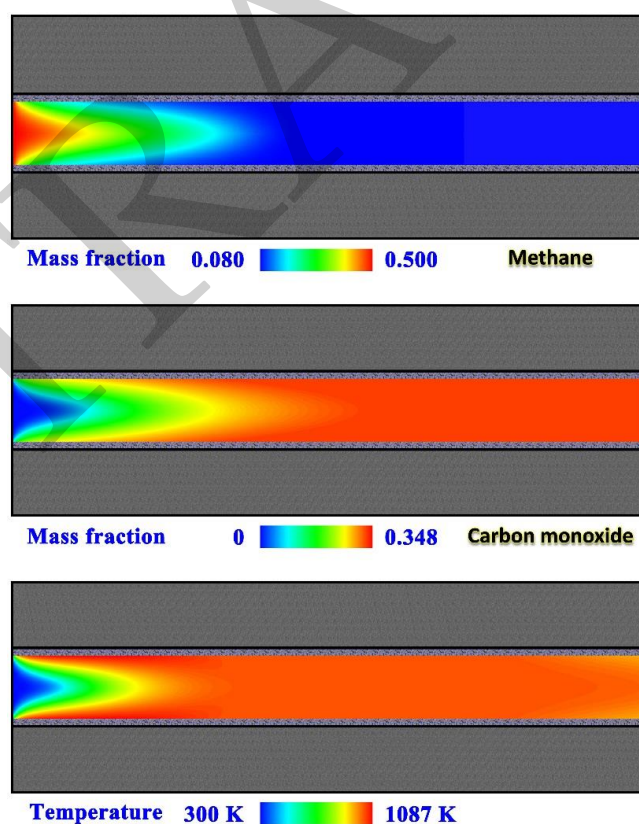 Mass fraction 0.080 0.500 Methane
Mass fraction 0 0.348 Carbon monoxide
Temperature 300 K 1087 K